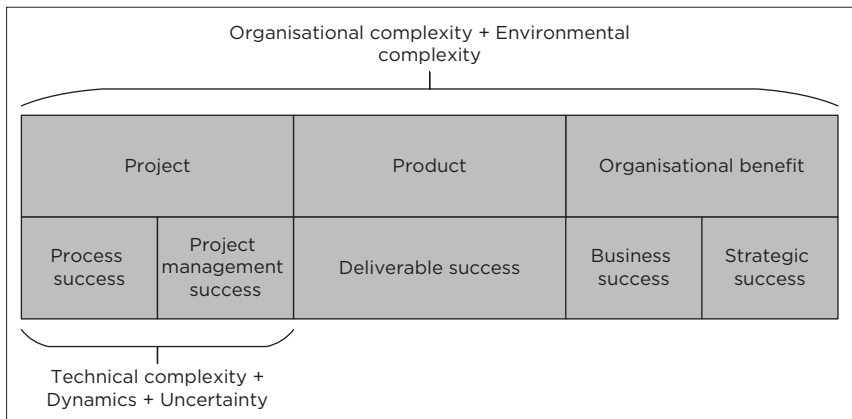 Organisational complexity + Environmental
complexity
Project
Product
Organisational benefit
Process
success
Project
management
success
Deliverable success
Business
success
Strategic
success
Technical complexity +
Dynamics + Uncertainty